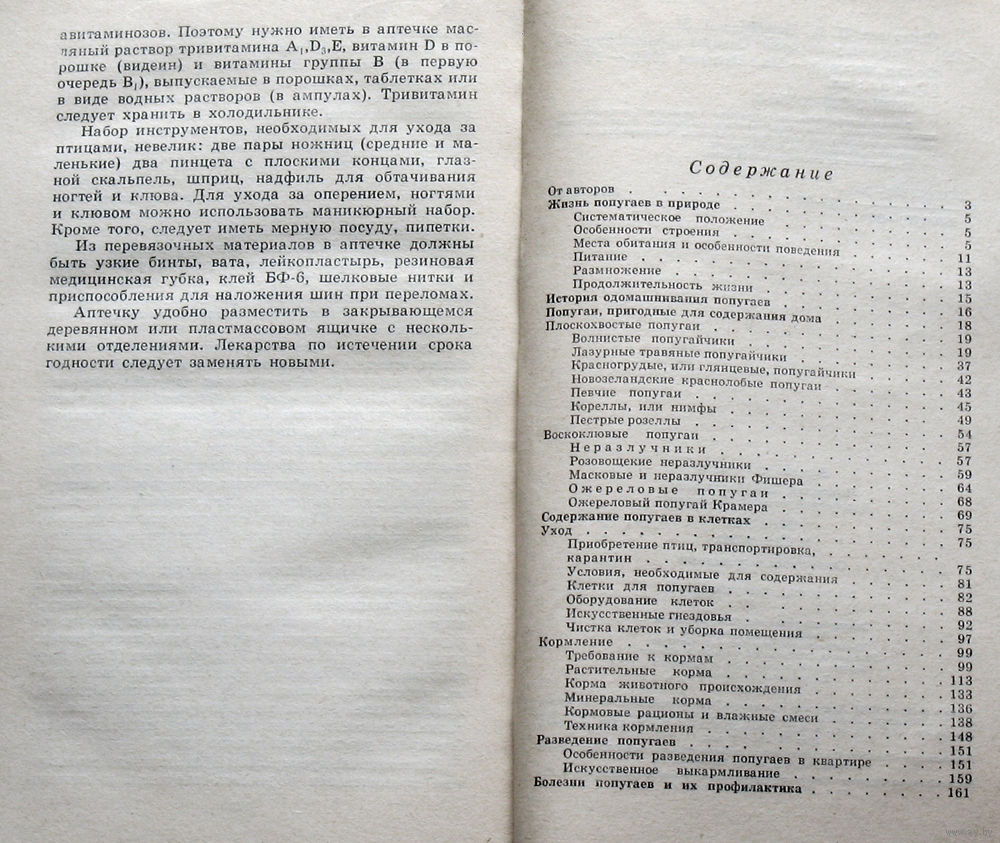 авитаминозов. Поэтому нужно иметь в аптечке мас-
ляный раствор тривитамина A₁,D₃,E, витамин D в по-
рошке (видеин) и витамины группы В (в первую
очередь B₁), выпускаемые в порошках, таблетках или
в виде водных растворов (в ампулах). Тривитамин
следует хранить в холодильнике.
Набор инструментов, необходимых для ухода за
птицами, невелик: две пары ножниц (средние и ма-
ленькие) два пинцета с плоскими концами, глаз-
ной скальпель, шприц, надфиль для обтачивания
ногтей и клюва. Для ухода за оперением, ногтями
и клювом можно использовать маникюрный набор.
Кроме того, следует иметь мерную посуду, пипетки.
Из перевязочных материалов в аптечке должны
быть узкие бинты, вата, лейкопластырь, резиновая
медицинская губка, клей БФ-6, шелковые нитки и
приспособления для наложения шин при переломах.
Аптечку удобно разместить в закрывающемся
деревянном или пластмассовом ящичке с несколь-
кими отделениями. Лекарства по истечении срока
годности следует заменять новыми.
Содержание
От авторов . . . 3
Жизнь попугаев в природе . . . 5
Систематическое положение . . . 5
Особенности строения . . . 5
Места обитания и особенности поведения . . . 11
Питание . . . 13
Размножение . . . 13
Продолжительность жизни . . . 15
История одомашнивания попугаев . . . 16
Попугаи, пригодные для содержания дома . . . 18
Плоскохвостые попугаи . . . 19
Волнистые попугайчики . . . 19
Лазурные травяные попугайчики . . . 37
Красногрудые, или глянцевые, попугайчики . . . 42
Новозеландские краснолобые попугаи . . . 43
Певчие попугаи . . . 45
Кореллы, или нимфы . . . 49
Пестрые розеллы . . . 54
Воскоклювые попугаи . . . 57
Неразлучники . . . 57
Розовощекие неразлучники . . . 59
Масковые и неразлучники Фишера . . . 64
Ожереловые попугаи . . . 68
Ожереловый попугай Крамера . . . 69
Содержание попугаев в клетках . . . 75
Уход . . . 75
Приобретение птиц, транспортировка,
карантин . . . 75
Условия, необходимые для содержания . . . 81
Клетки для попугаев . . . 82
Оборудование клеток . . . 88
Искусственные гнездовья . . . 92
Чистка клеток и уборка помещения . . . 97
Кормление . . . 99
Требование к кормам . . . 99
Растительные корма . . . 113
Корма животного происхождения . . . 133
Минеральные корма . . . 136
Кормовые рационы и влажные смеси . . . 138
Техника кормления . . . 148
Разведение попугаев . . . 151
Особенности разведения попугаев в квартире . . . 151
Искусственное выкармливание . . . 159
Болезни попугаев и их профилактика . . . 161
www.ay.by